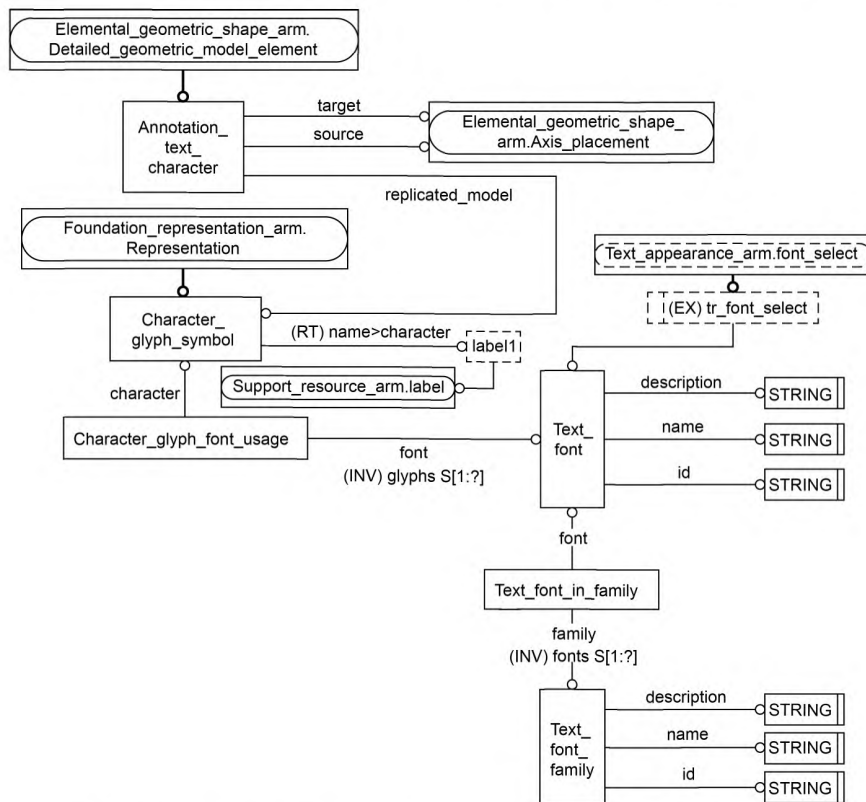 Elemental_geometric_shape_arm.
Detailed_geometric_model_element
Annotation_
text_
character
target
source
Elemental_geometric_shape_
arm.Axis_placement
replicated_model
Foundation_representation_arm.
Representation
Text_appearance_arm.font_select
(EX) tr_font_select
Character_
glyph_symbol
(RT) name>character
label1
Support_resource_arm.label
character
Character_glyph_font_usage
font
(INV) glyphs S[1:?]
Text_
font
description
STRING
name
STRING
id
STRING
font
Text_font_in_family
family
(INV) fonts S[1:?]
Text_
font_
family
description
STRING
name
STRING
id
STRING